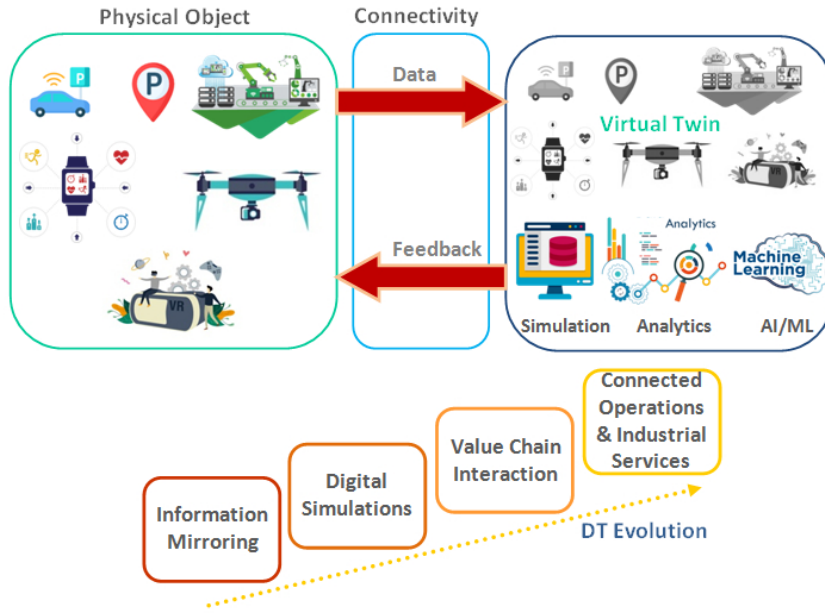 Physical Object
Connectivity
P
P
VR
Data
Feedback
P
P
Virtual Twin
VR
Analytics
Machine
Learning
Simulation
Analytics
AI/ML
Information
Mirroring
Digital
Simulations
Value Chain
Interaction
Connected
Operations
& Industrial
Services
DT Evolution